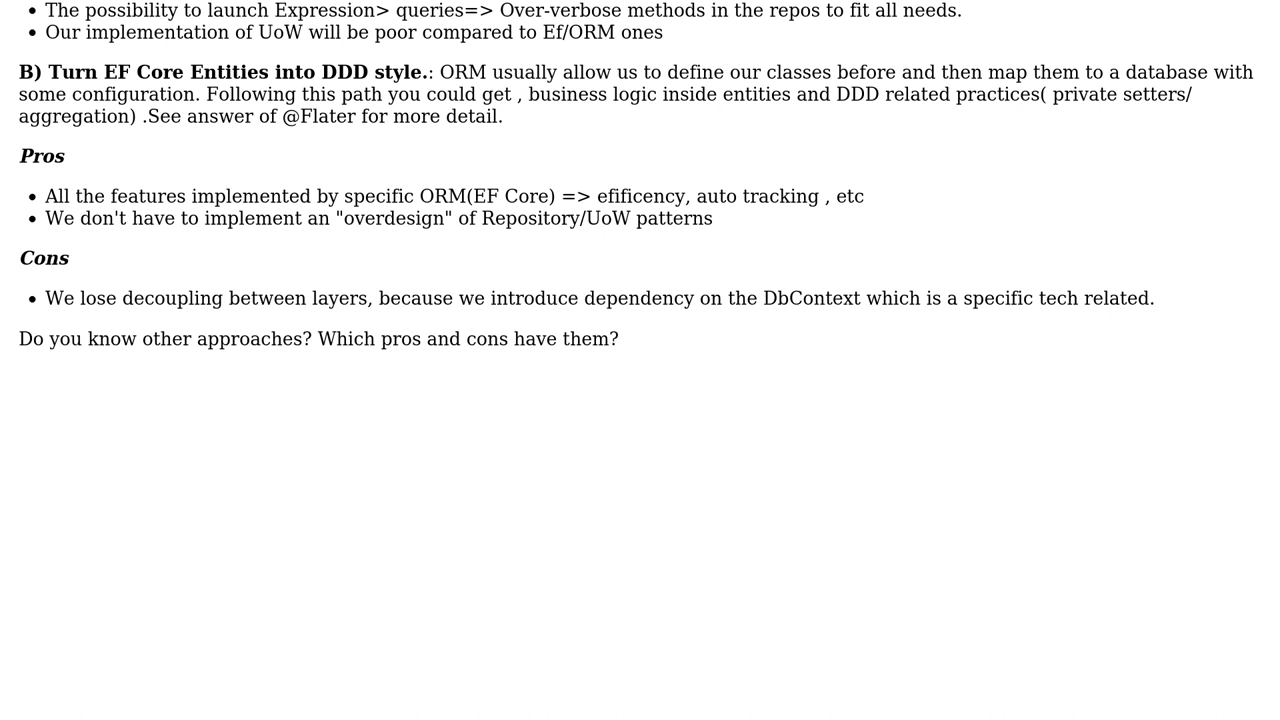 • The possibility to launch Expression> queries=> Over-verbose methods in the repos to fit all needs.
• Our implementation of UoW will be poor compared to Ef/ORM ones
B) Turn EF Core Entities into DDD style.: ORM usually allow us to define our classes before and then map them to a database with
some configuration. Following this path you could get , business logic inside entities and DDD related practices( private setters/
aggregation) .See answer of @Flater for more detail.
Pros
• All the features implemented by specific ORM(EF Core) => efificency, auto tracking , etc
• We don't have to implement an "overdesign" of Repository/UoW patterns
Cons
• We lose decoupling between layers, because we introduce dependency on the DbContext which is a specific tech related.
Do you know other approaches? Which pros and cons have them?